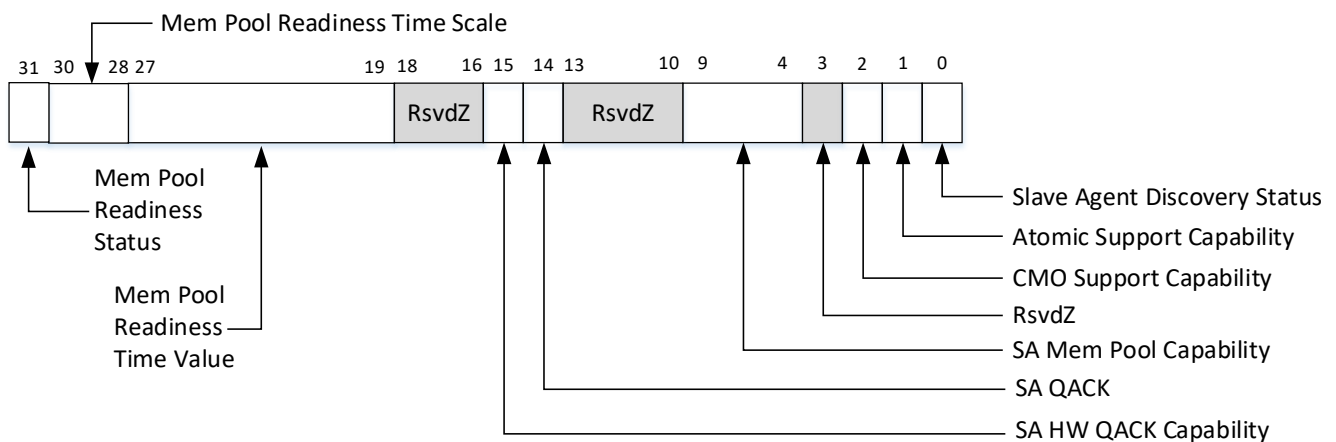 Mem Pool Readiness Time Scale
31 30 28 27 19 18 16 15 14 13 10 9 4 3 2 1 0
RsvdZ RsvdZ
Mem Pool
Readiness
Status
Mem Pool
Readiness
Time Value
Slave Agent Discovery Status
Atomic Support Capability
CMO Support Capability
RsvdZ
SA Mem Pool Capability
SA QACK
SA HW QACK Capability